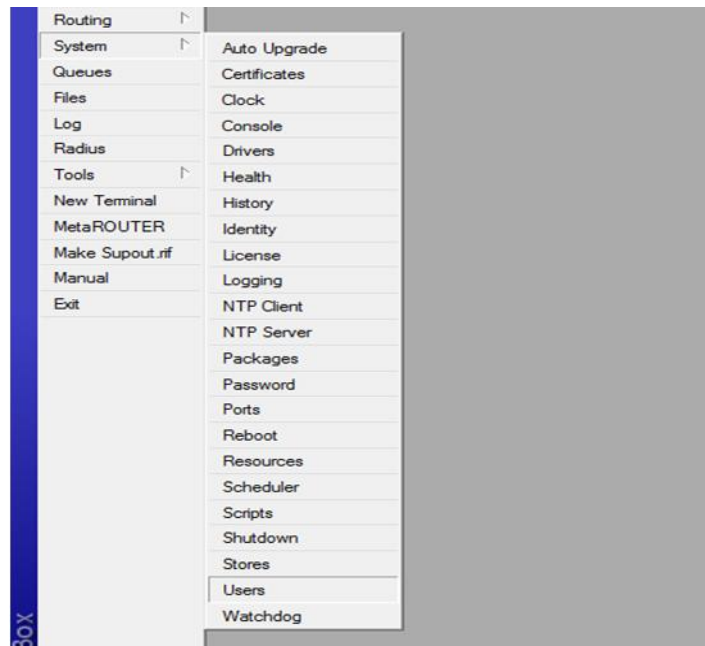 Routing
System
Queues
Files
Log
Radius
Tools
New Terminal
MetaROUTER
Make Supout.rif
Manual
Exit
Auto Upgrade
Certificates
Clock
Console
Drivers
Health
History
Identity
License
Logging
NTP Client
NTP Server
Packages
Password
Ports
Reboot
Resources
Scheduler
Scripts
Shutdown
Stores
Users
Watchdog
Box